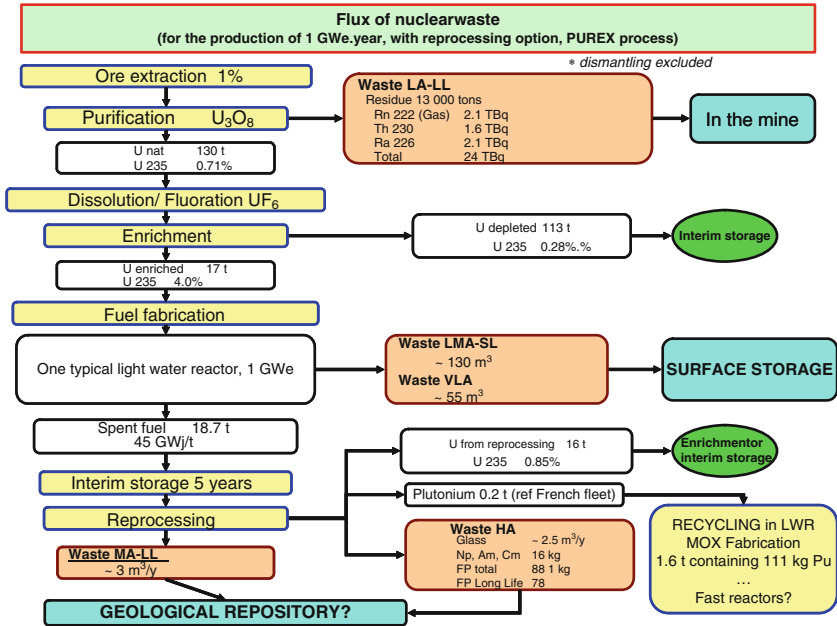 Flux of nuclearwaste
(for the production of 1 GWe.year, with reprocessing option, PUREX process)
* dismantling excluded
Ore extraction 1%
Purification U₃O₈
Waste LA-LL
Residue 13 000 tons
Rn 222 (Gas) 2.1 TBq
Th 230 1.6 TBq
Ra 226 2.1 TBq
Total 24 TBq
In the mine
U nat 130 t
U 235 0.71%
Dissolution/ Fluoration UF₆
Enrichment
U depleted 113 t
U 235 0.28%.%
Interim storage
U enriched 17 t
U 235 4.0%
Fuel fabrication
One typical light water reactor, 1 GWe
Waste LMA-SL
~ 130 m³
Waste VLA
~ 55 m³
SURFACE STORAGE
Spent fuel 18.7 t
45 GWj/t
U from reprocessing 16 t
U 235 0.85%
Enrichmentor
interim storage
Interim storage 5 years
Plutonium 0.2 t (ref French fleet)
Reprocessing
Waste HA
Glass ~ 2.5 m³/y
Np, Am, Cm 16 kg
FP total 88 1 kg
FP Long Life 78
RECYCLING in LWR
MOX Fabrication
1.6 t containing 111 kg Pu
...
Fast reactors?
Waste MA-LL
~ 3 m³/y
GEOLOGICAL REPOSITORY?